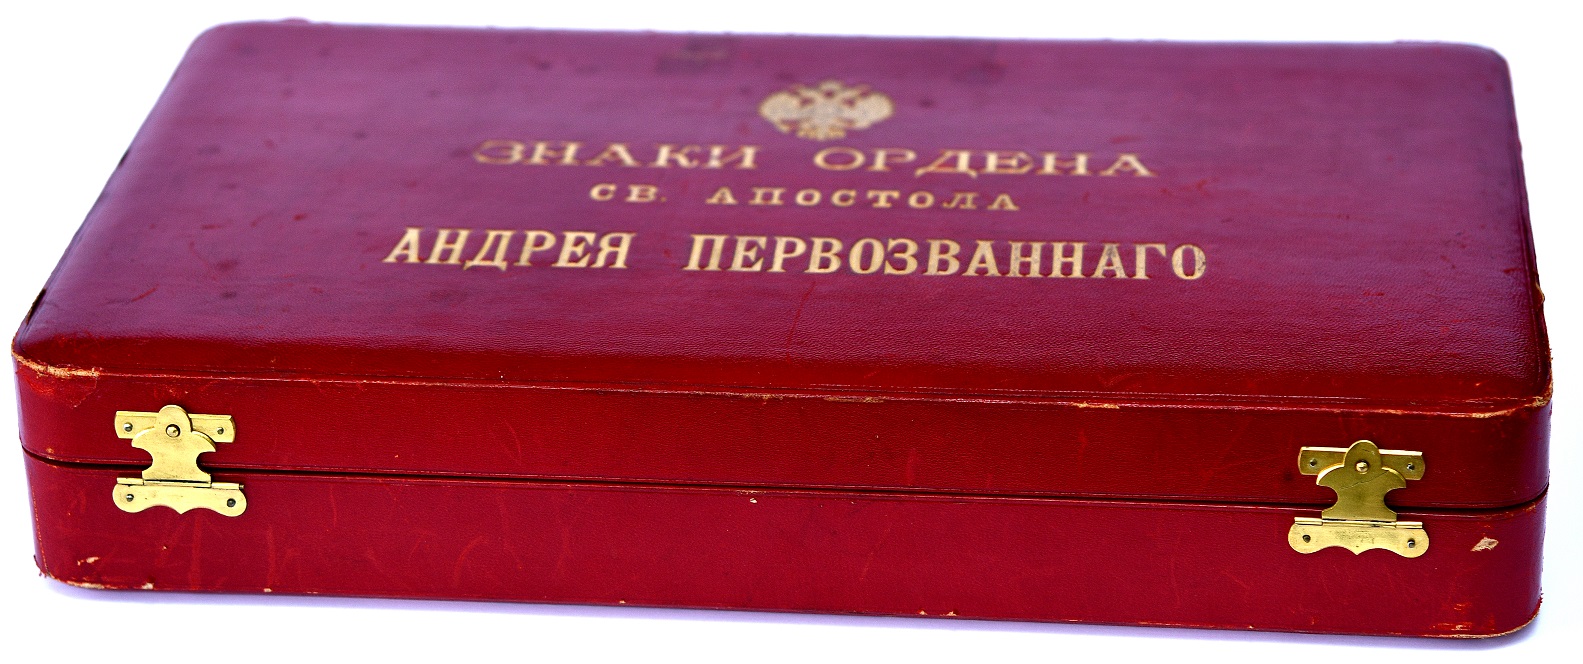 ЗНАКИ ОРДЕНА
СВ. АПОСТОЛА
АНДРЕЯ ПЕРВОЗВАННАГО